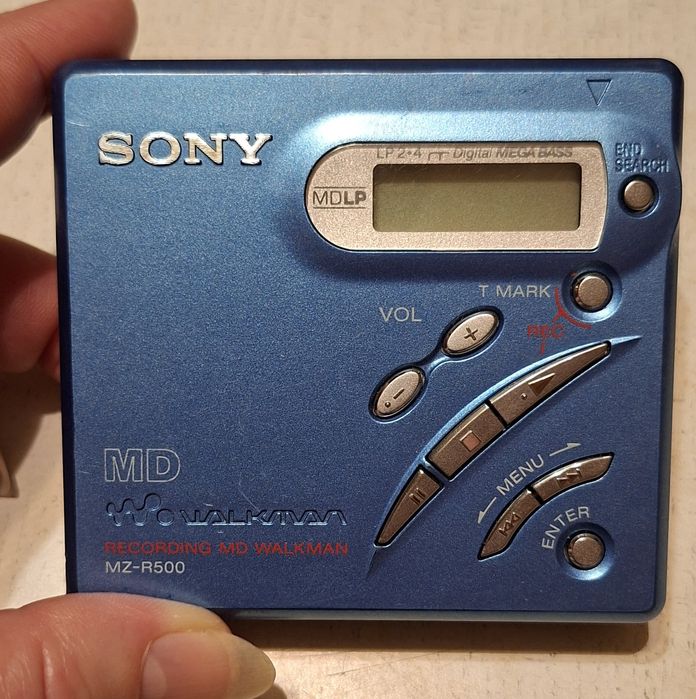 SONY
LP 2•4 Digital MEGA BASS
MDLP
END
SEARCH
T MARK
REC
VOL
+
-
MENU
ENTER
MD
WALKMAN
RECORDING MD WALKMAN
MZ-R500